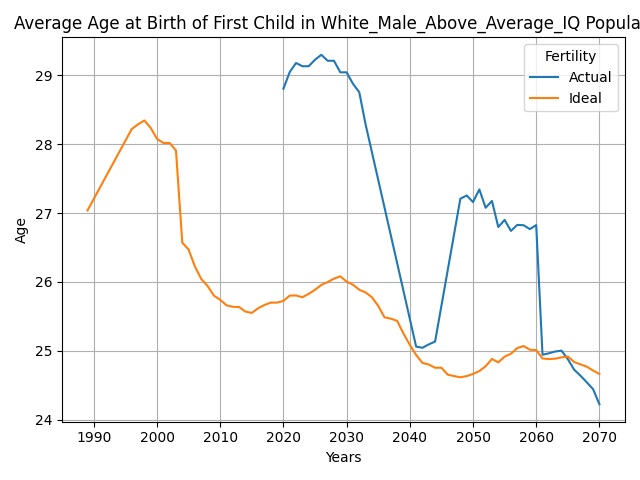 Average Age at Birth of First Child in White_Male_Above_Average_IQ Popula
Fertility
Actual
Ideal
29
28
27
26
25
24
Age
1990 2000 2010 2020 2030 2040 2050 2060 2070
Years